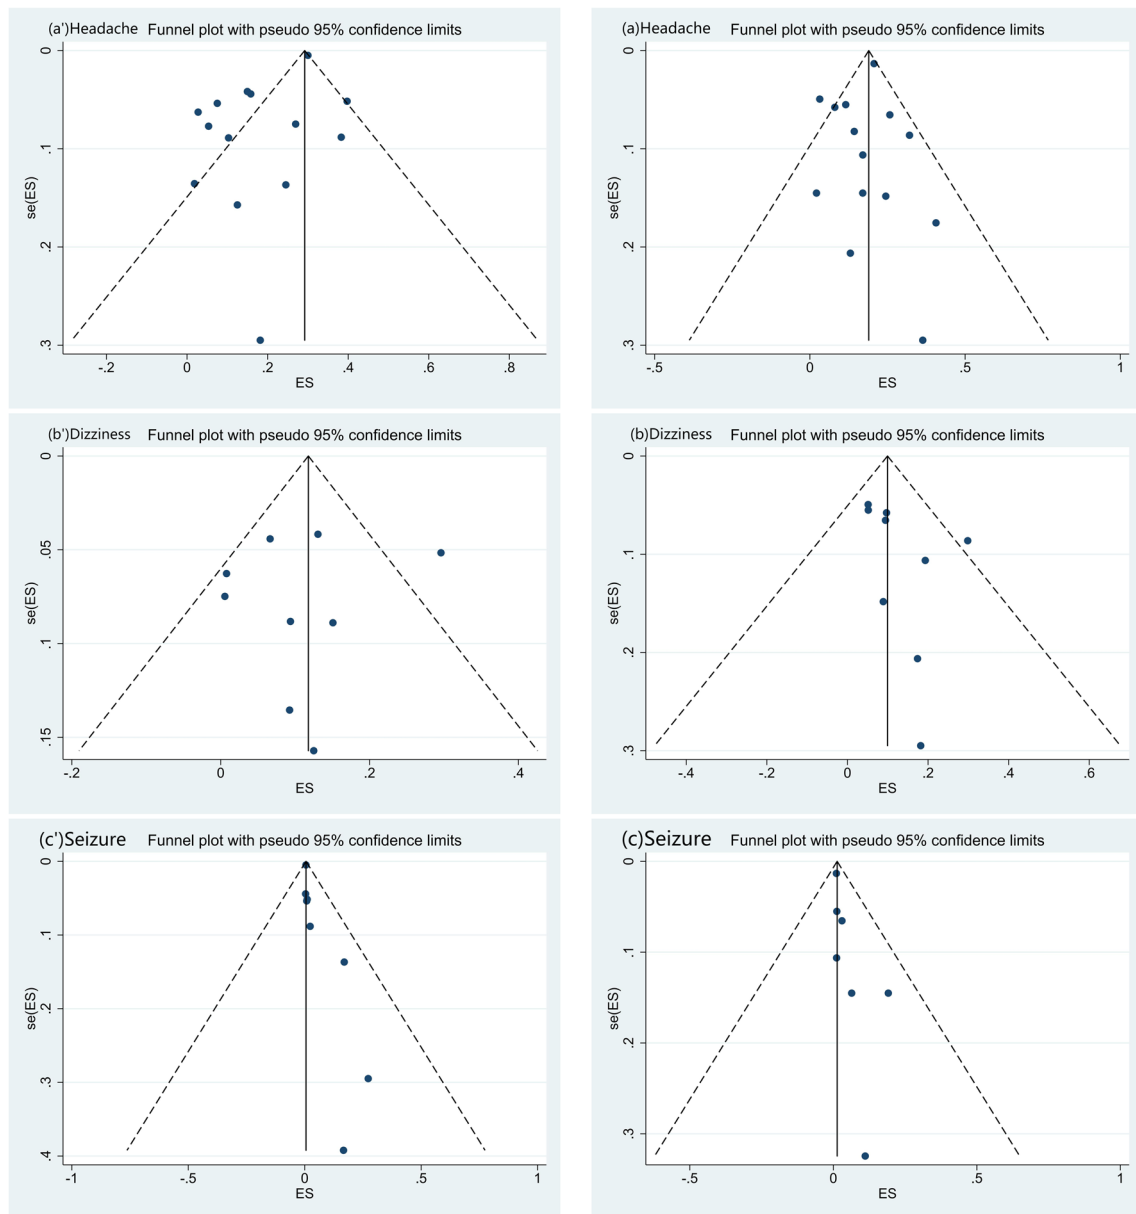 (a')Headache Funnel plot with pseudo 95% confidence limits
0
.1
.2
.3
se(ES)
-.2 0 .2 .4 .6 .8
ES
(a)Headache Funnel plot with pseudo 95% confidence limits
0
.1
.2
.3
se(ES)
-.5 0 .5 1
ES
(b')Dizziness Funnel plot with pseudo 95% confidence limits
0
.05
.1
.15
se(ES)
-.2 0 .2 .4
ES
(b)Dizziness Funnel plot with pseudo 95% confidence limits
0
.1
.2
.3
se(ES)
-.4 -.2 0 .2 .4 .6
ES
(c')Seizure Funnel plot with pseudo 95% confidence limits
0
.1
.2
.3
.4
se(ES)
-1 -.5 0 .5 1
ES
(c)Seizure Funnel plot with pseudo 95% confidence limits
0
.1
.2
.3
se(ES)
-.5 0 .5 1
ES